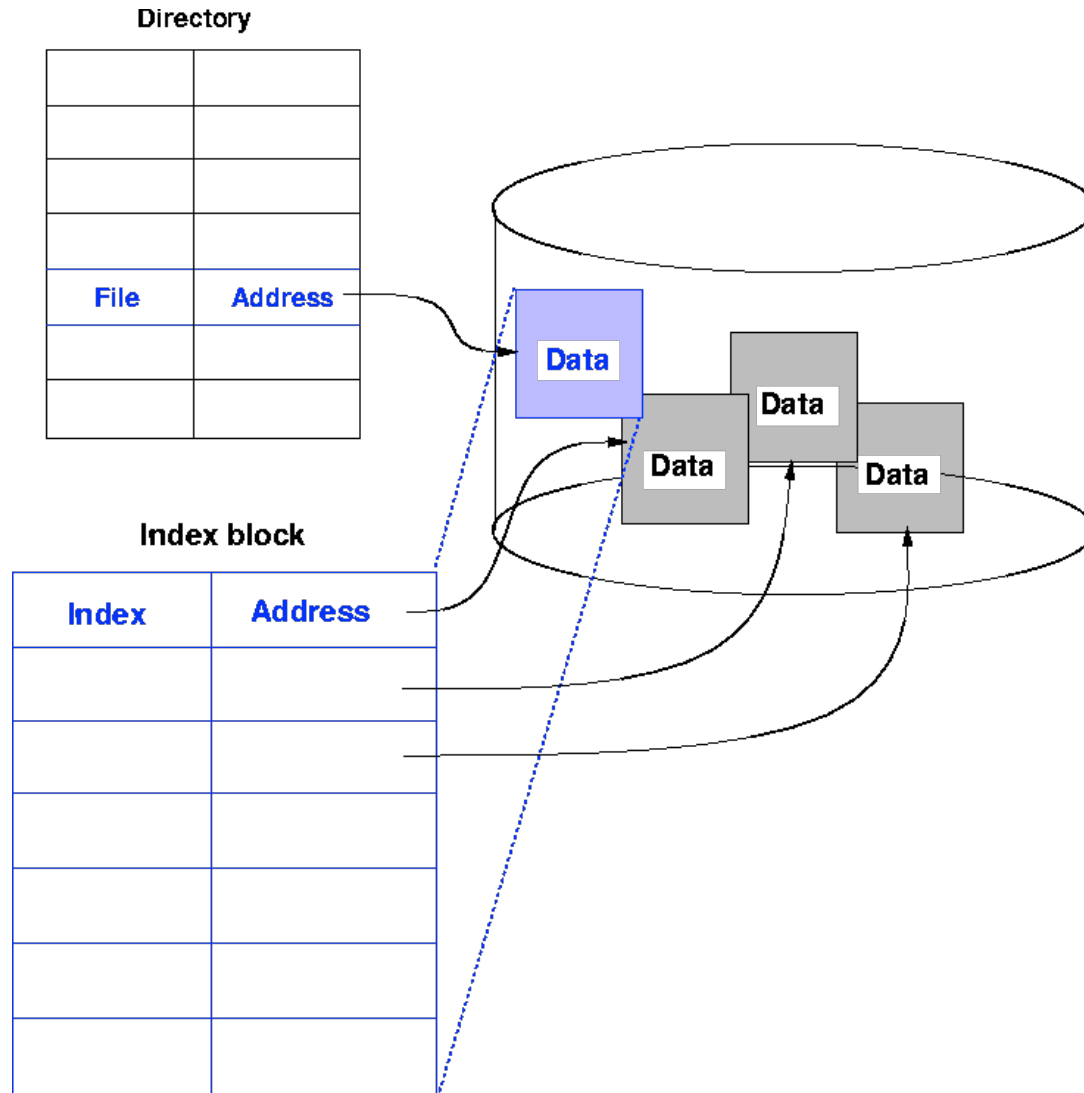 Directory
File Address
Data
Data
Data
Data
Index block
Index Address